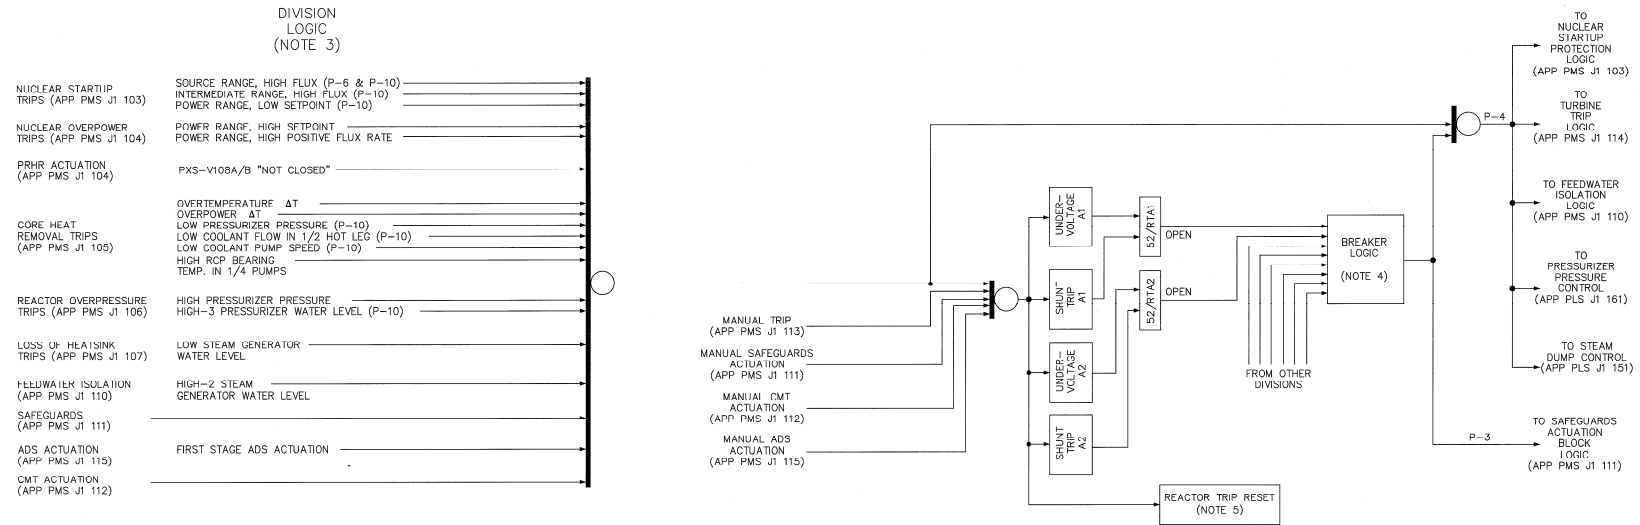 DIVISION
LOGIC
(NOTE 3)
NUCLEAR STARTUP
TRIPS (APP PMS J1 103)
SOURCE RANGE, HIGH FLUX (P-6 & P-10)
INTERMEDIATE RANGE, HIGH FLUX (P-10)
POWER RANGE, LOW SETPOINT (P-10)
NUCLEAR OVERPOWER
TRIPS (APP PMS J1 104)
POWER RANGE, HIGH SETPOINT
POWER RANGE, HIGH POSITIVE FLUX RATE
PRHR ACTUATION
(APP PMS J1 104)
PXS-V108A/B "NOT CLOSED"
CORE HEAT
REMOVAL TRIPS
(APP PMS J1 105)
OVERTEMPERATURE ΔT
OVERPOWER ΔT
LOW PRESSURIZER PRESSURE (P-10)
LOW COOLANT FLOW IN 1/2 HOT LEG (P-10)
LOW COOLANT PUMP SPEED (P-10)
HIGH RCP BEARING
TEMP. IN 1/4 PUMPS
REACTOR OVERPRESSURE
TRIPS (APP PMS J1 106)
HIGH PRESSURIZER PRESSURE
HIGH-3 PRESSURIZER WATER LEVEL (P-10)
LOSS OF HEATSINK
TRIPS (APP PMS J1 107)
LOW STEAM GENERATOR
WATER LEVEL
FEEDWATER ISOLATION
(APP PMS J1 110)
HIGH-2 STEAM
GENERATOR WATER LEVEL
SAFEGUARDS
(APP PMS J1 111)
ADS ACTUATION
(APP PMS J1 115)
FIRST STAGE ADS ACTUATION
CMT ACTUATION
(APP PMS J1 112)
MANUAL TRIP
(APP PMS J1 113)
MANUAL SAFEGUARDS
ACTUATION
(APP PMS J1 111)
MANUAL CMT
ACTUATION
(APP PMS J1 112)
MANUAL ADS
ACTUATION
(APP PMS J1 115)
UNDER-
VOLTAGE
A1
SHUNT
TRIP
A1
UNDER-
VOLTAGE
A2
SHUNT
TRIP
A2
52/RTA1
OPEN
52/RTA2
OPEN
BREAKER
LOGIC
(NOTE 4)
FROM OTHER
DIVISIONS
REACTOR TRIP RESET
(NOTE 5)
P-4
P-3
TO
NUCLEAR
STARTUP
PROTECTION
LOGIC
(APP PMS J1 103)
TO
TURBINE
TRIP
LOGIC
(APP PMS J1 114)
TO FEEDWATER
ISOLATION
LOGIC
(APP PMS J1 110)
TO
PRESSURIZER
PRESSURE
CONTROL
(APP PLS J1 161)
TO STEAM
DUMP CONTROL
(APP PLS J1 151)
TO SAFEGUARDS
ACTUATION
BLOCK
LOGIC
(APP PMS J1 111)